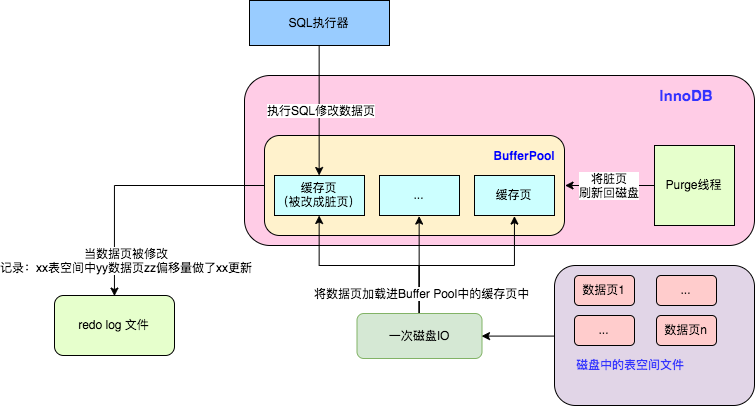 SQL执行器
InnoDB
执行SQL修改数据页
BufferPool
缓存页
(被改成脏页)
...
缓存页
将脏页
刷新回磁盘
Purge线程
当数据页被修改
记录：xx表空间中yy数据页zz偏移量做了xx更新
redo log 文件
将数据页加载进Buffer Pool中的缓存页中
一次磁盘IO
数据页1
...
...
数据页n
磁盘中的表空间文件